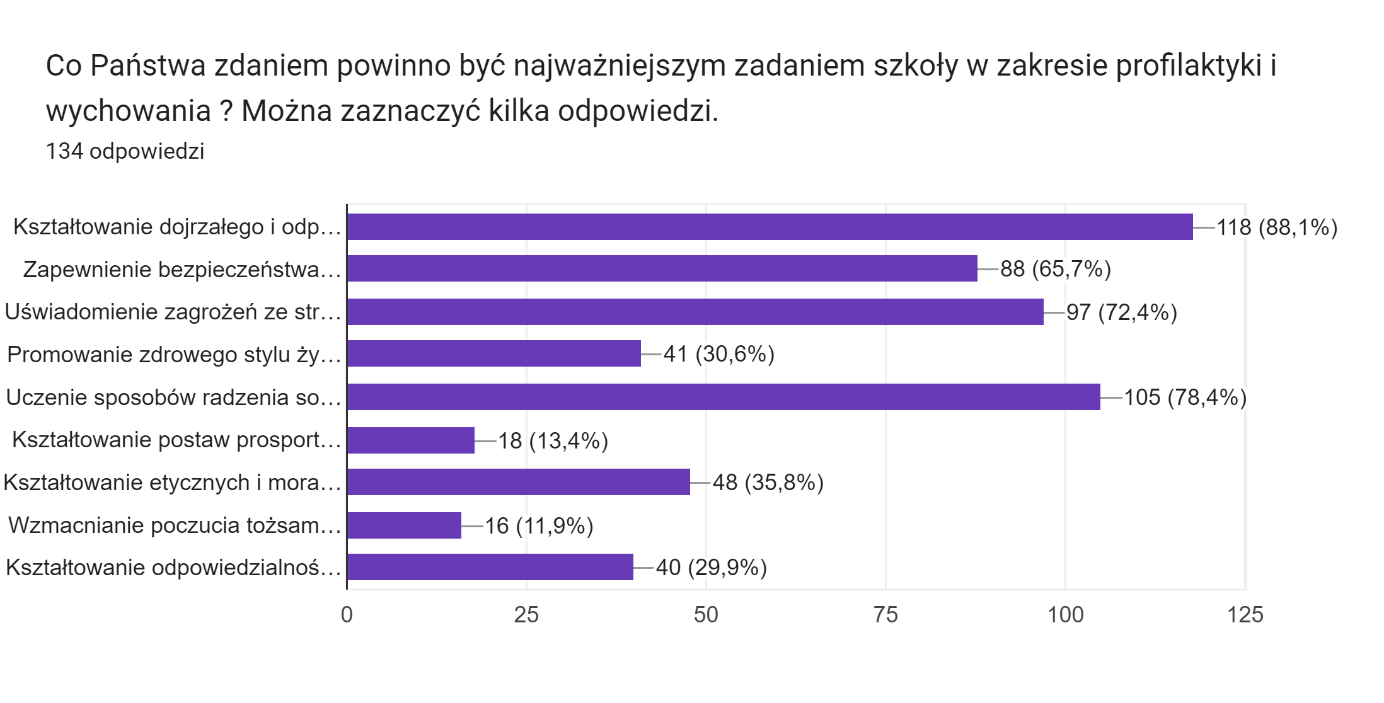 Co Państwa zdaniem powinno być najważniejszym zadaniem szkoły w zakresie profilaktyki i
wychowania ? Można zaznaczyć kilka odpowiedzi.
134 odpowiedzi
Kształtowanie dojrzałego i odp… 118 (88,1%)
Zapewnienie bezpieczeństwa… 88 (65,7%)
Uświadomienie zagrożeń ze str… 97 (72,4%)
Promowanie zdrowego stylu ży… 41 (30,6%)
Uczenie sposobów radzenia so… 105 (78,4%)
Kształtowanie postaw prosport… 18 (13,4%)
Kształtowanie etycznych i mora… 48 (35,8%)
Wzmacnianie poczucia tożsam… 16 (11,9%)
Kształtowanie odpowiedzialnoś… 40 (29,9%)
0 25 50 75 100 125